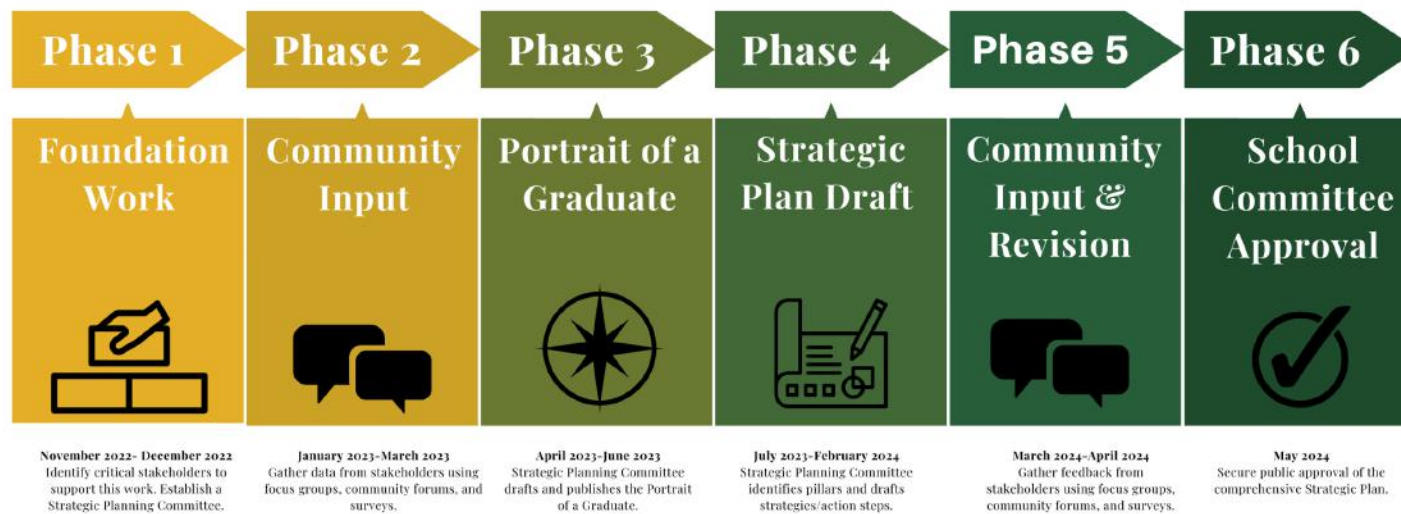 Phase 1
Phase 2
Phase 3
Phase 4
Phase 5
Phase 6
Foundation
Work
Community
Input
Portrait of a
Graduate
Strategic
Plan Draft
Community
Input &
Revision
School
Committee
Approval
November 2022- December 2022
Identify critical stakeholders to
support this work. Establish a
Strategic Planning Committee.
January 2023-March 2023
Gather data from stakeholders using
focus groups, community forums, and
surveys.
April 2023-June 2023
Strategic Planning Committee
drafts and publishes the Portrait
of a Graduate.
July 2023-February 2024
Strategic Planning Committee
identifies pillars and drafts
strategies/action steps.
March 2024-April 2024
Gather feedback from
stakeholders using focus groups,
community forums, and surveys.
May 2024
Secure public approval of the
comprehensive Strategic Plan.